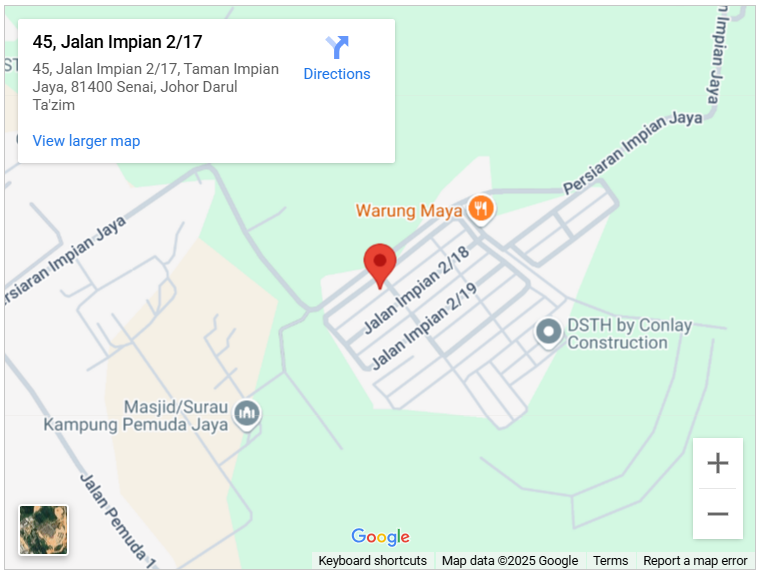 45, Jalan Impian 2/17
45, Jalan Impian 2/17, Taman Impian
Jaya, 81400 Senai, Johor Darul
Ta'zim
Directions
View larger map
ST
n Impian Jaya
Persiaran Impian Jaya
Warung Maya
ersiaran Impian Jaya
Jalan Impian 2/18
Jalan Impian 2/19
DSTH by Conlay
Construction
Masjid/Surau
Kampung Pemuda Jaya
Jalan Pemuda 1
+
−
Google
Keyboard shortcuts
Map data ©2025 Google
Terms
Report a map error